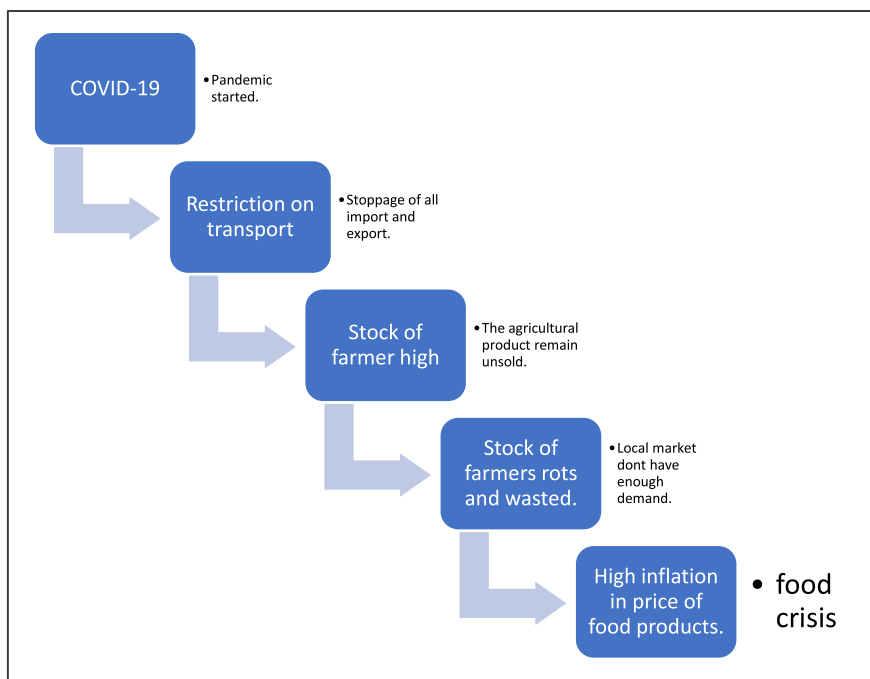 COVID-19
• Pandemic
started.
Restriction on
transport
• Stoppage of all
import and
export.
Stock of
farmer high
• The agricultural
product remain
unsold.
Stock of
farmers rots
and wasted.
• Local market
dont have
enough
demand.
High inflation
in price of
food products.
• food
crisis